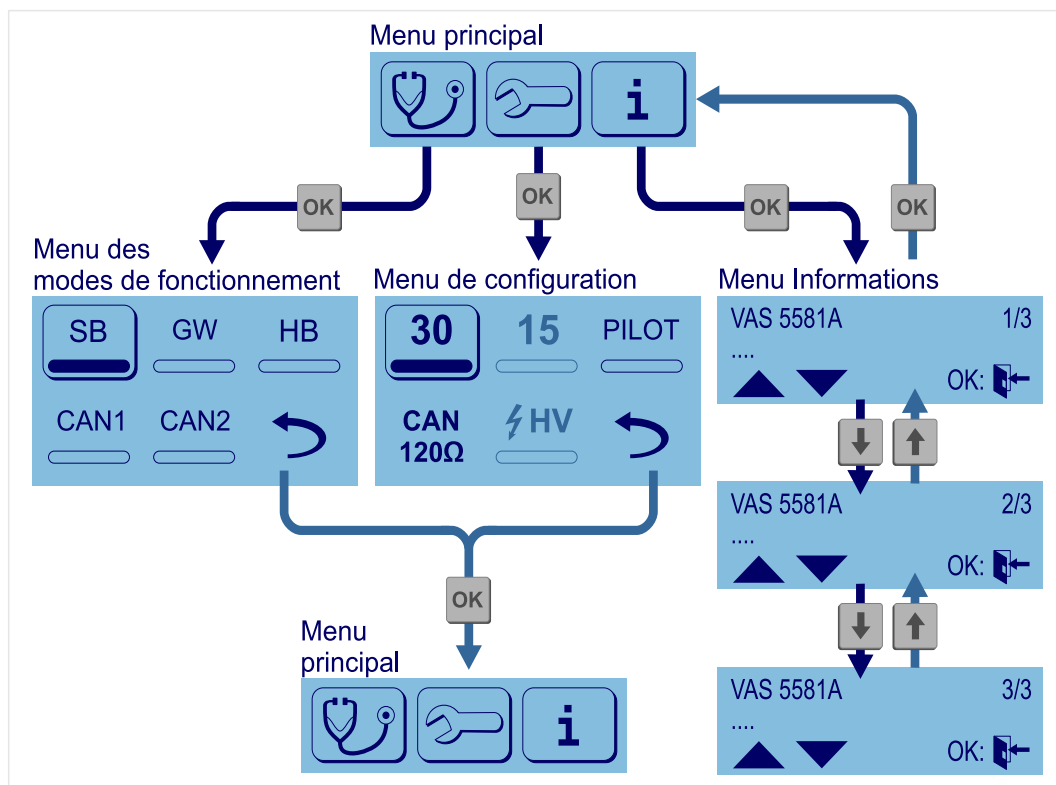 Menu principal
i
OK
OK
OK
OK
Menu des
modes de fonctionnement
SB GW HB
CAN1 CAN2
Menu de configuration
30 15 PILOT
CAN
120Ω
HV
Menu Informations
VAS 5581A 1/3
....
OK:
VAS 5581A 2/3
....
OK:
VAS 5581A 3/3
....
OK:
OK
Menu
principal
i